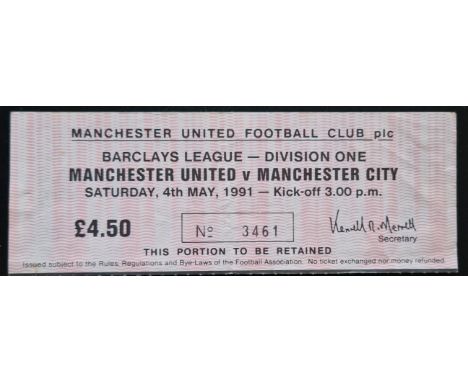 MANCHESTER UNITED FOOTBALL CLUB plc
BARCLAYS LEAGUE — DIVISION ONE
MANCHESTER UNITED v MANCHESTER CITY
SATURDAY, 4th MAY, 1991 — Kick-off 3.00 p.m.
£4.50 No 3461 Kenneth R. Merrett
Secretary
THIS PORTION TO BE RETAINED
Issued subject to the Rules, Regulations and Bye-Laws of the Football Association. No ticket exchanged nor money refunded